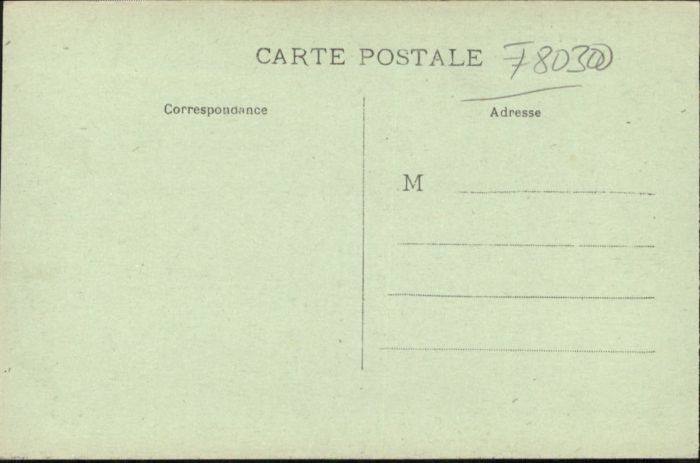 CARTE POSTALE 78030
Correspondance
Adresse
M